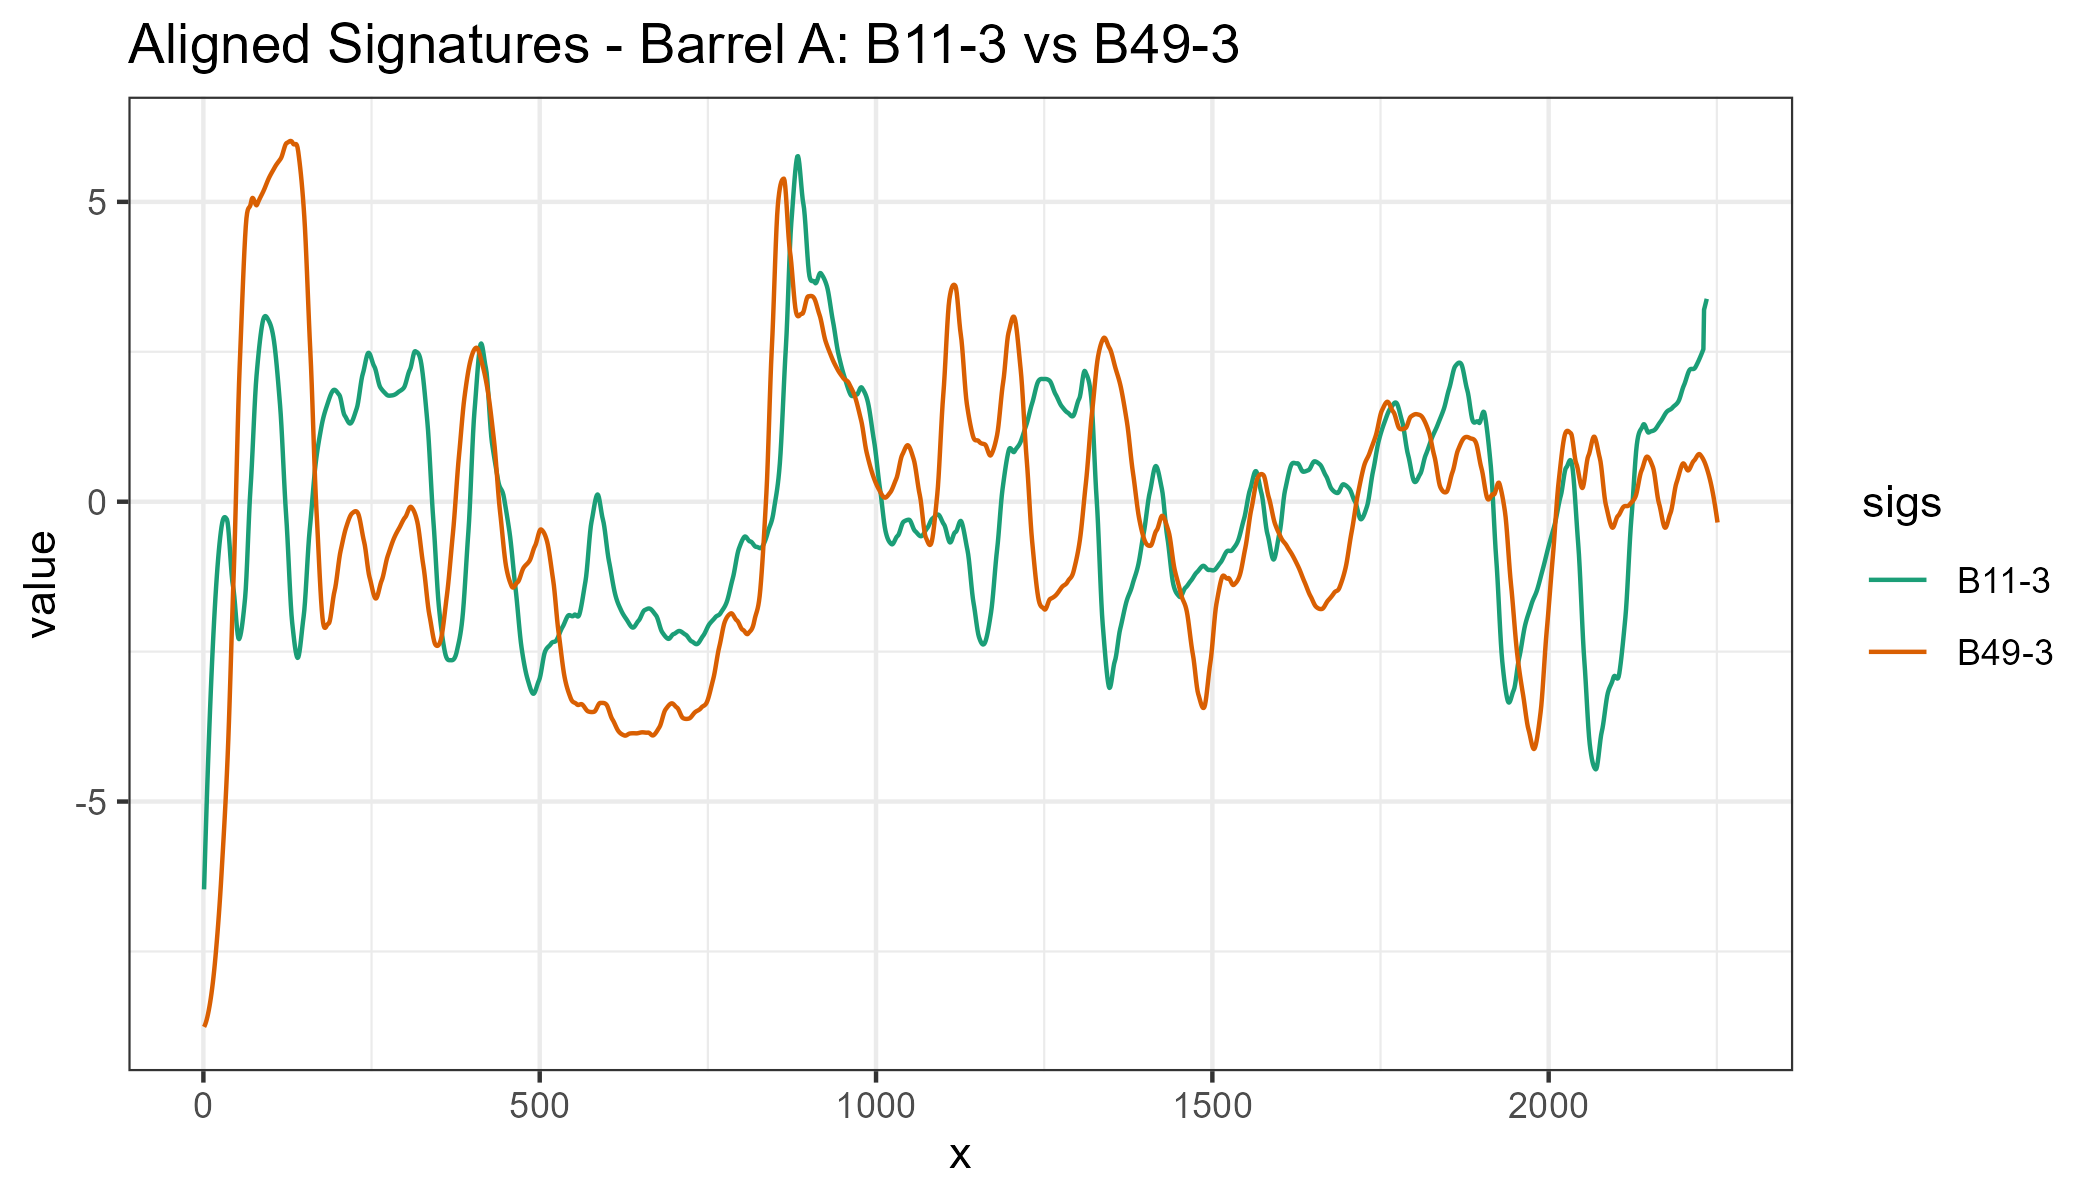 Aligned Signatures - Barrel A: B11-3 vs B49-3
5
0
-5
value
0 500 1000 1500 2000
x
sigs
B11-3
B49-3